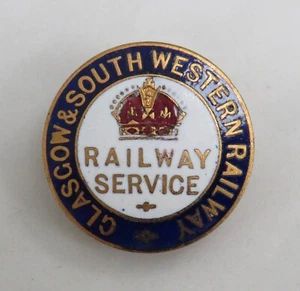 GLASGOW & SOUTH WESTERN RAILWAY
RAILWAY
SERVICE